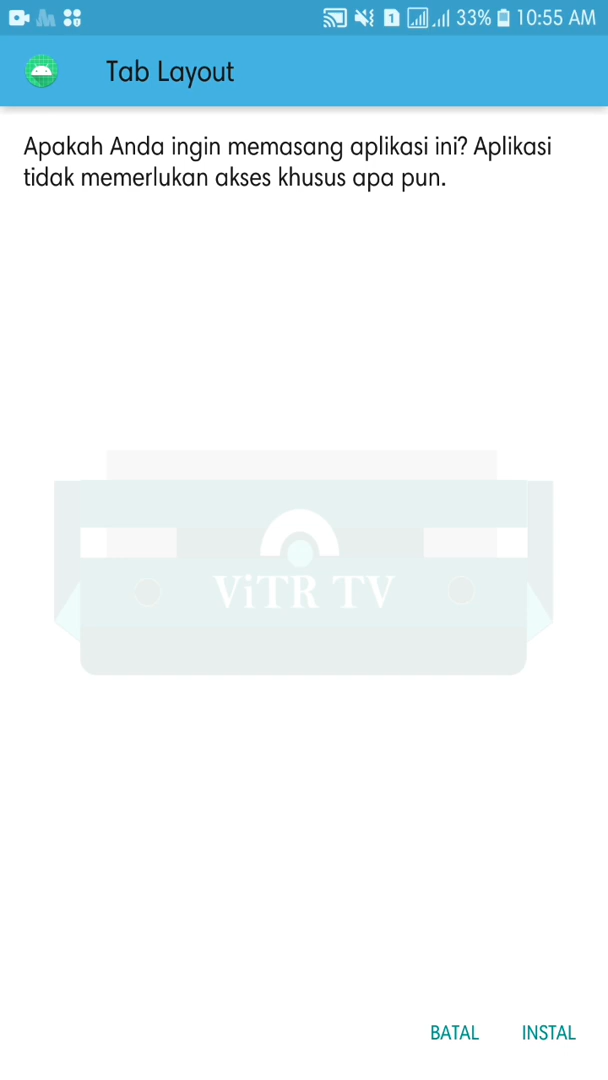 1 33% 10:55 AM
Tab Layout
Apakah Anda ingin memasang aplikasi ini? Aplikasi
tidak memerlukan akses khusus apa pun.
ViTR TV
BATAL INSTAL